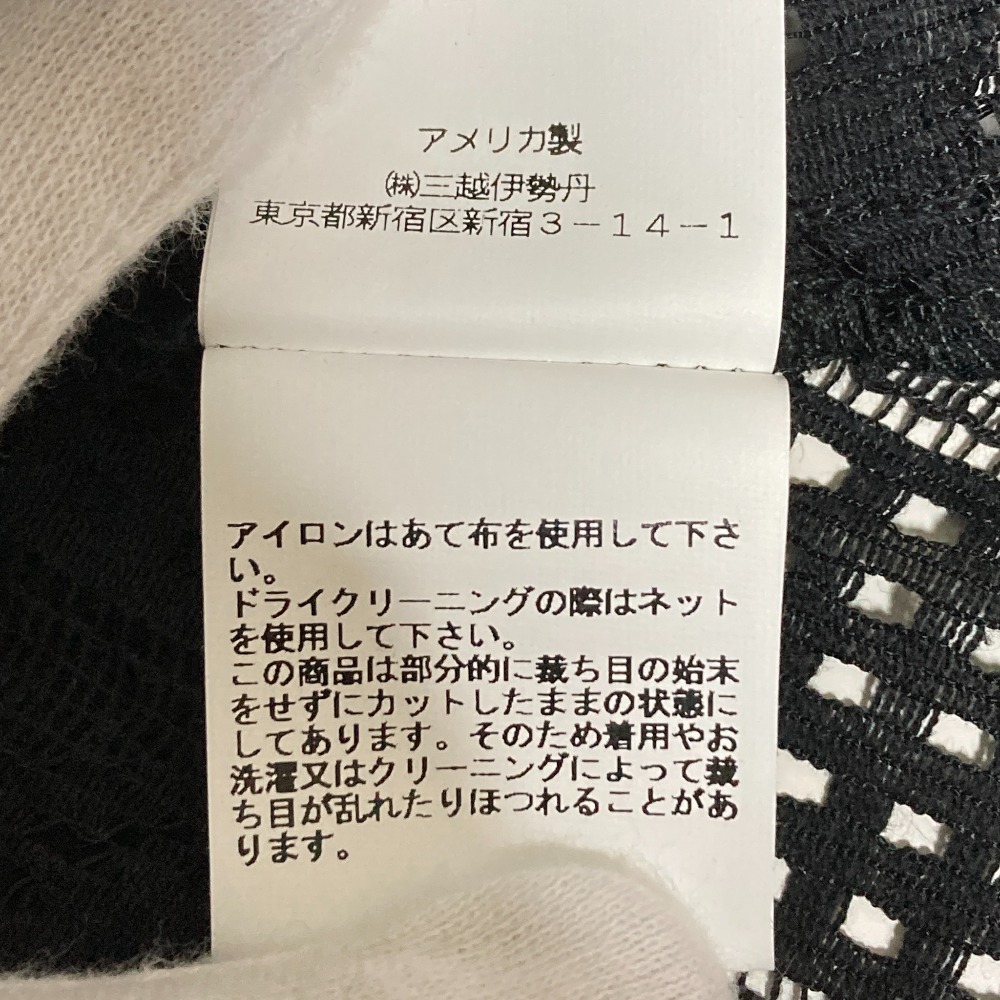 アメリカ製
㈱三越伊勢丹
東京都新宿区新宿３－１４－１
アイロンはあて布を使用して下さ
い。
ドライクリーニングの際はネット
を使用して下さい。
この商品は部分的に裁ち目の始末
をせずにカットしたままの状態に
してあります。そのため着用やお
洗濯又はクリーニングによって裁
ち目が乱れたりほつれることがあ
ります。